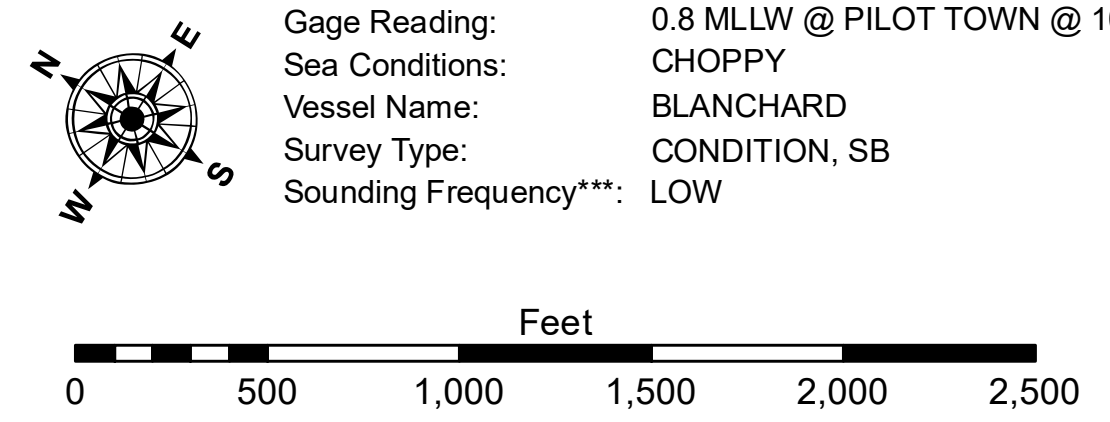 N E S W
Gage Reading: 0.8 MLLW @ PILOT TOWN @
Sea Conditions: CHOPPY
Vessel Name: BLANCHARD
Survey Type: CONDITION, SB
Sounding Frequency***: LOW
Feet
0 500 1,000 1,500 2,000 2,500